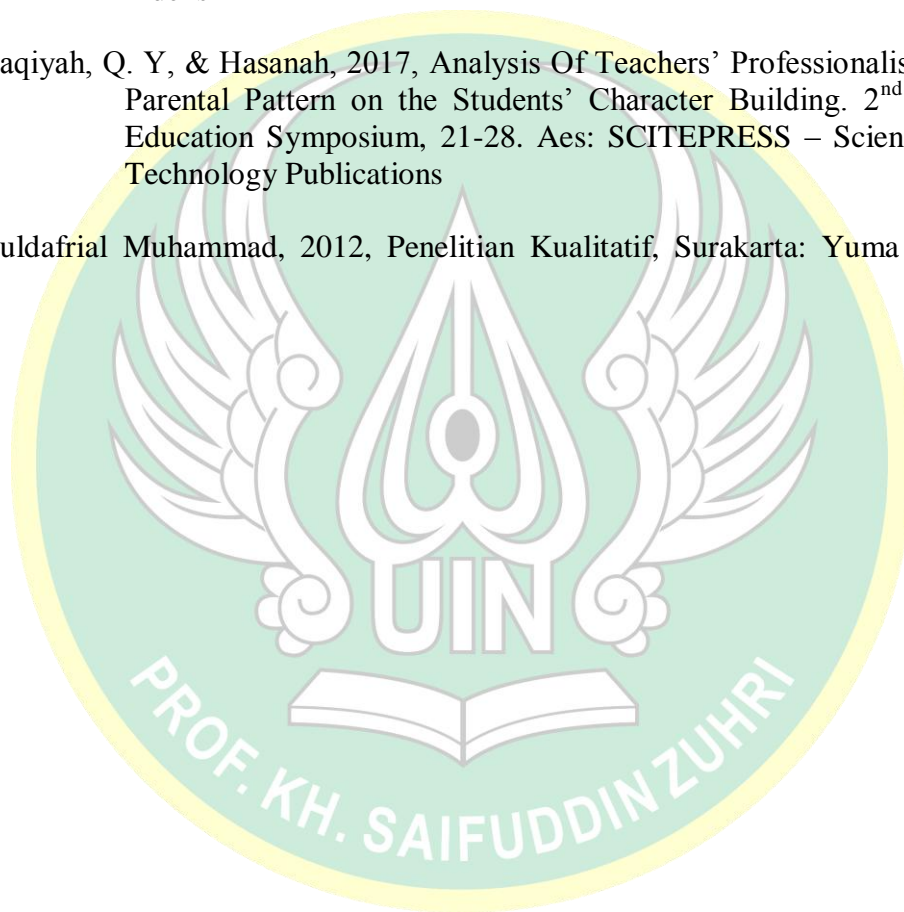 aqiyah, Q. Y, & Hasanah, 2017, Analysis Of Teachers’ Professionalis
Parental Pattern on the Students’ Character Building. 2nd
Education Symposium, 21-28. Aes: SCITEPRESS – Scien
Technology Publications
uldafrial Muhammad, 2012, Penelitian Kualitatif, Surakarta: Yuma
UIN
PROF. KH. SAIFUDDIN ZUHRI